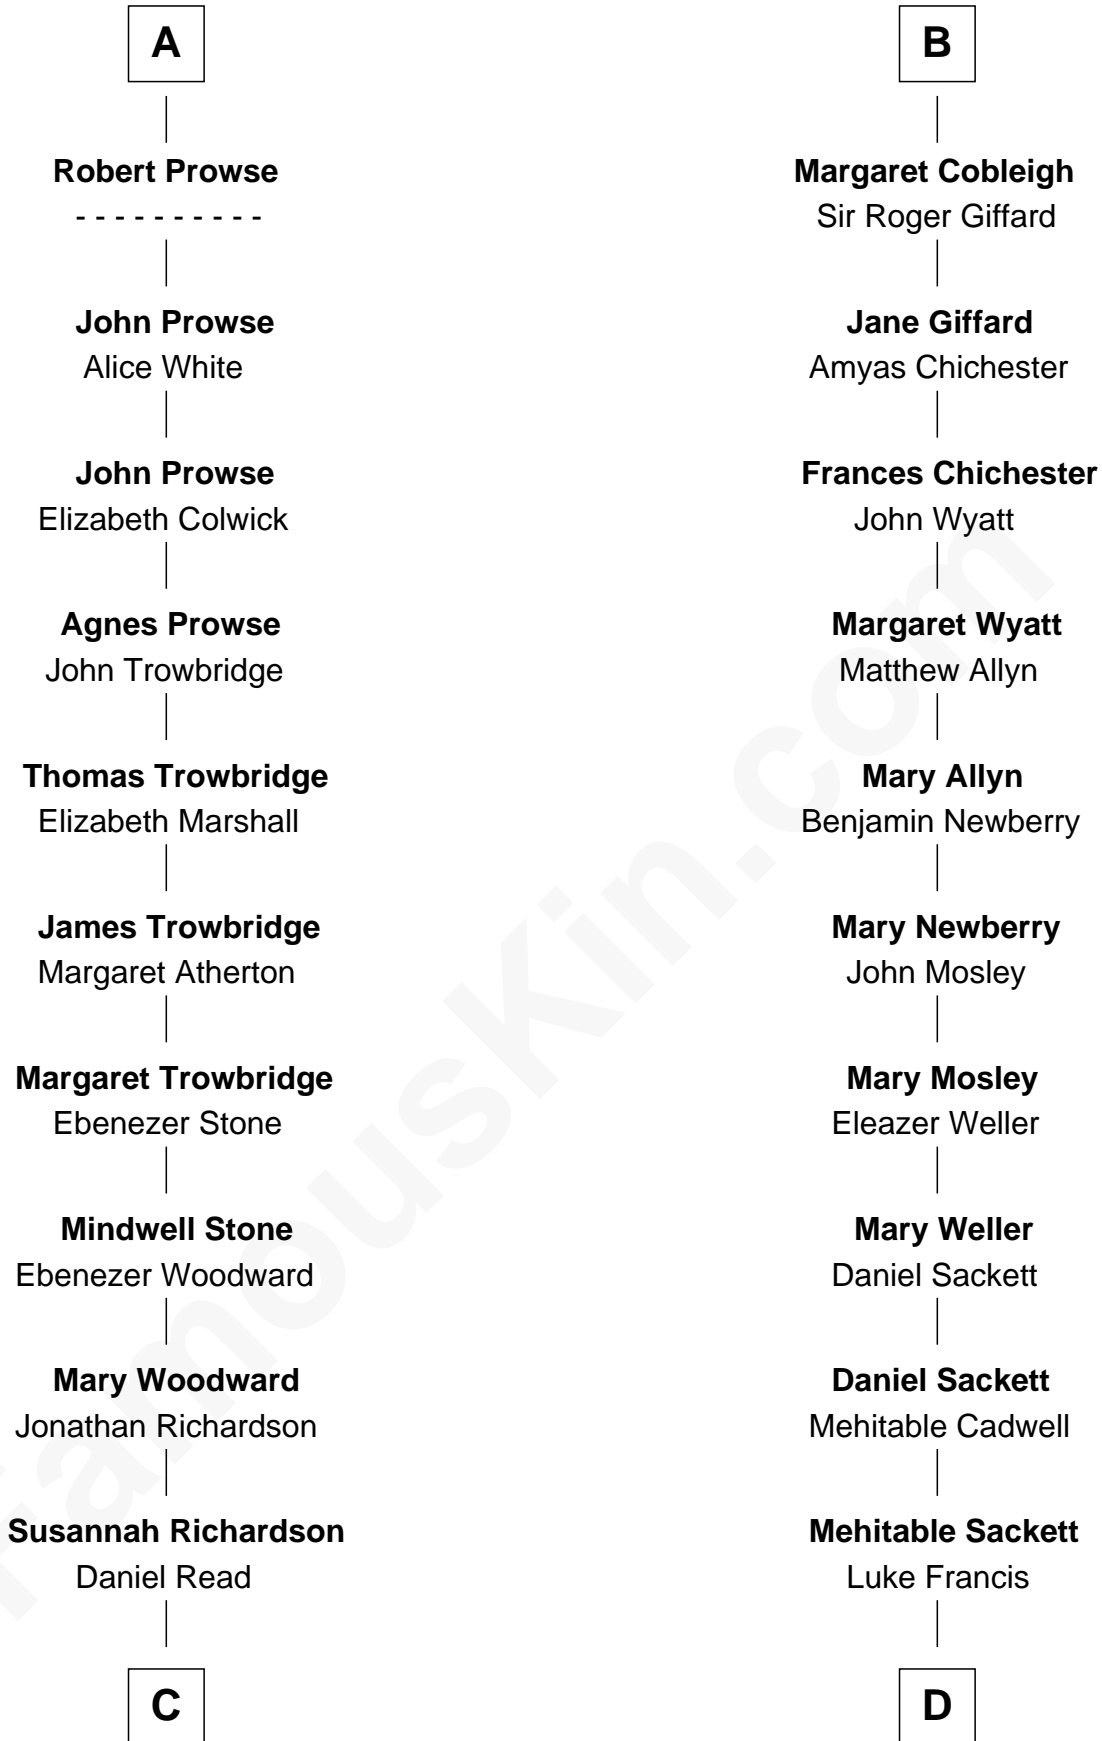 A
Robert Prowse
- - - - - - - - - -
John Prowse
Alice White
John Prowse
Elizabeth Colwick
Agnes Prowse
John Trowbridge
Thomas Trowbridge
Elizabeth Marshall
James Trowbridge
Margaret Atherton
Margaret Trowbridge
Ebenezer Stone
Mindwell Stone
Ebenezer Woodward
Mary Woodward
Jonathan Richardson
Susannah Richardson
Daniel Read
C
B
Margaret Cobleigh
Sir Roger Giffard
Jane Giffard
Amyas Chichester
Frances Chichester
John Wyatt
Margaret Wyatt
Matthew Allyn
Mary Allyn
Benjamin Newberry
Mary Newberry
John Mosley
Mary Mosley
Eleazer Weller
Mary Weller
Daniel Sackett
Daniel Sackett
Mehitable Cadwell
Mehitable Sackett
Luke Francis
D
FamousKin.com